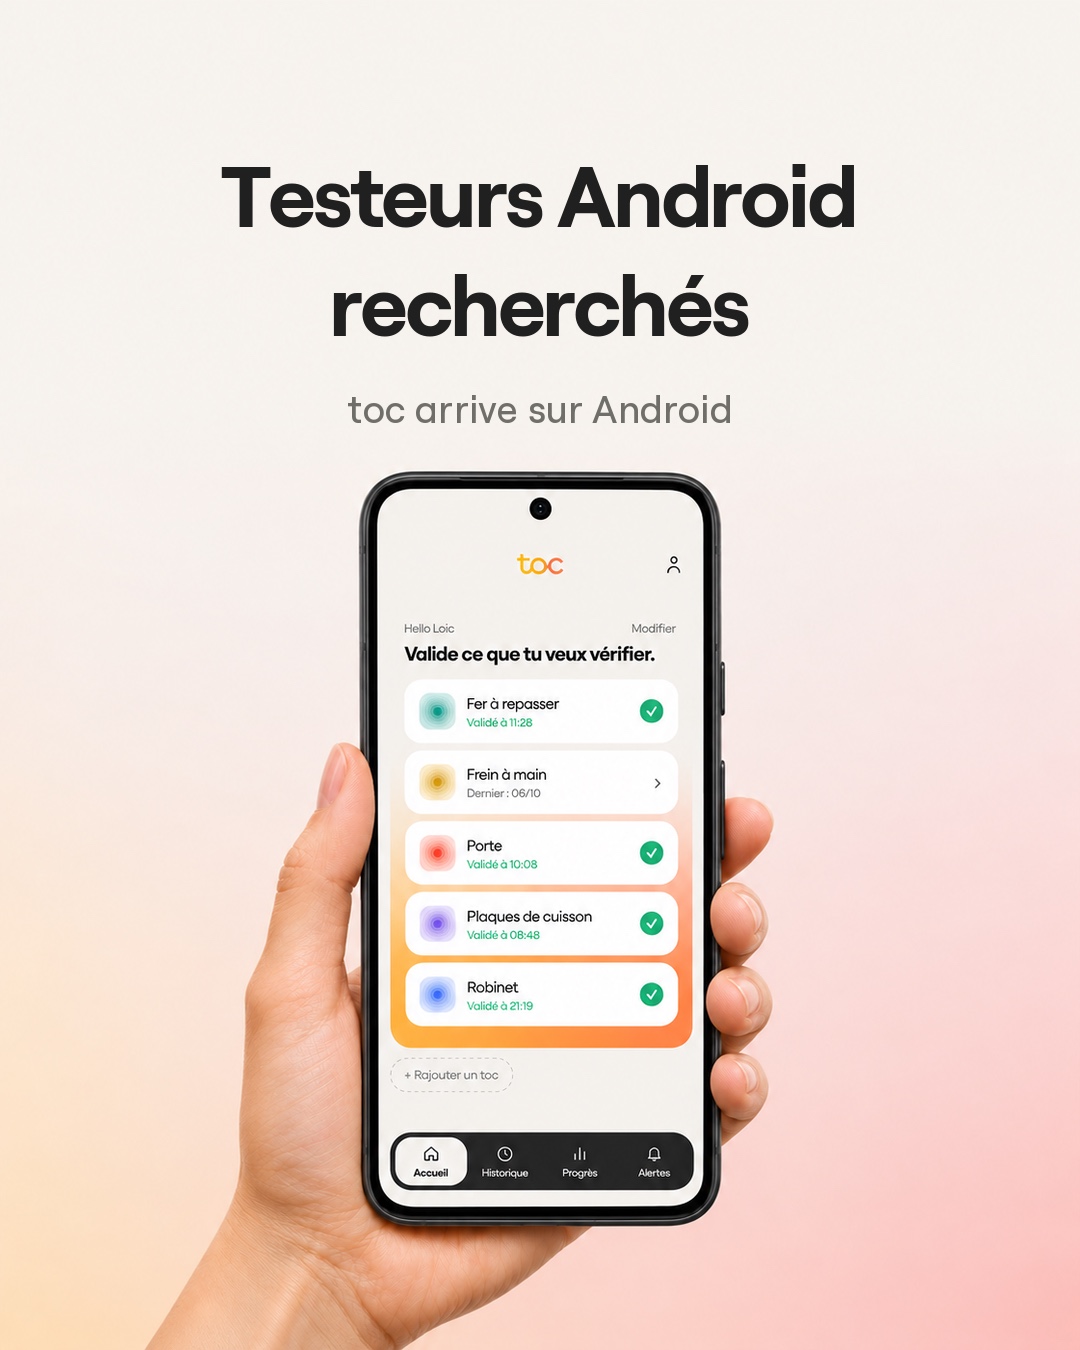 Testeurs Android
recherchés
toc arrive sur Android
toc
Hello Loic
Modifier
Valide ce que tu veux vérifier.
Fer à repasser
Validé à 11:28
Frein à main
Dernier : 06/10
Porte
Validé à 10:08
Plaques de cuisson
Validé à 08:48
Robinet
Validé à 21:19
+ Rajouter un toc
Accueil
Historique
Progrès
Alertes